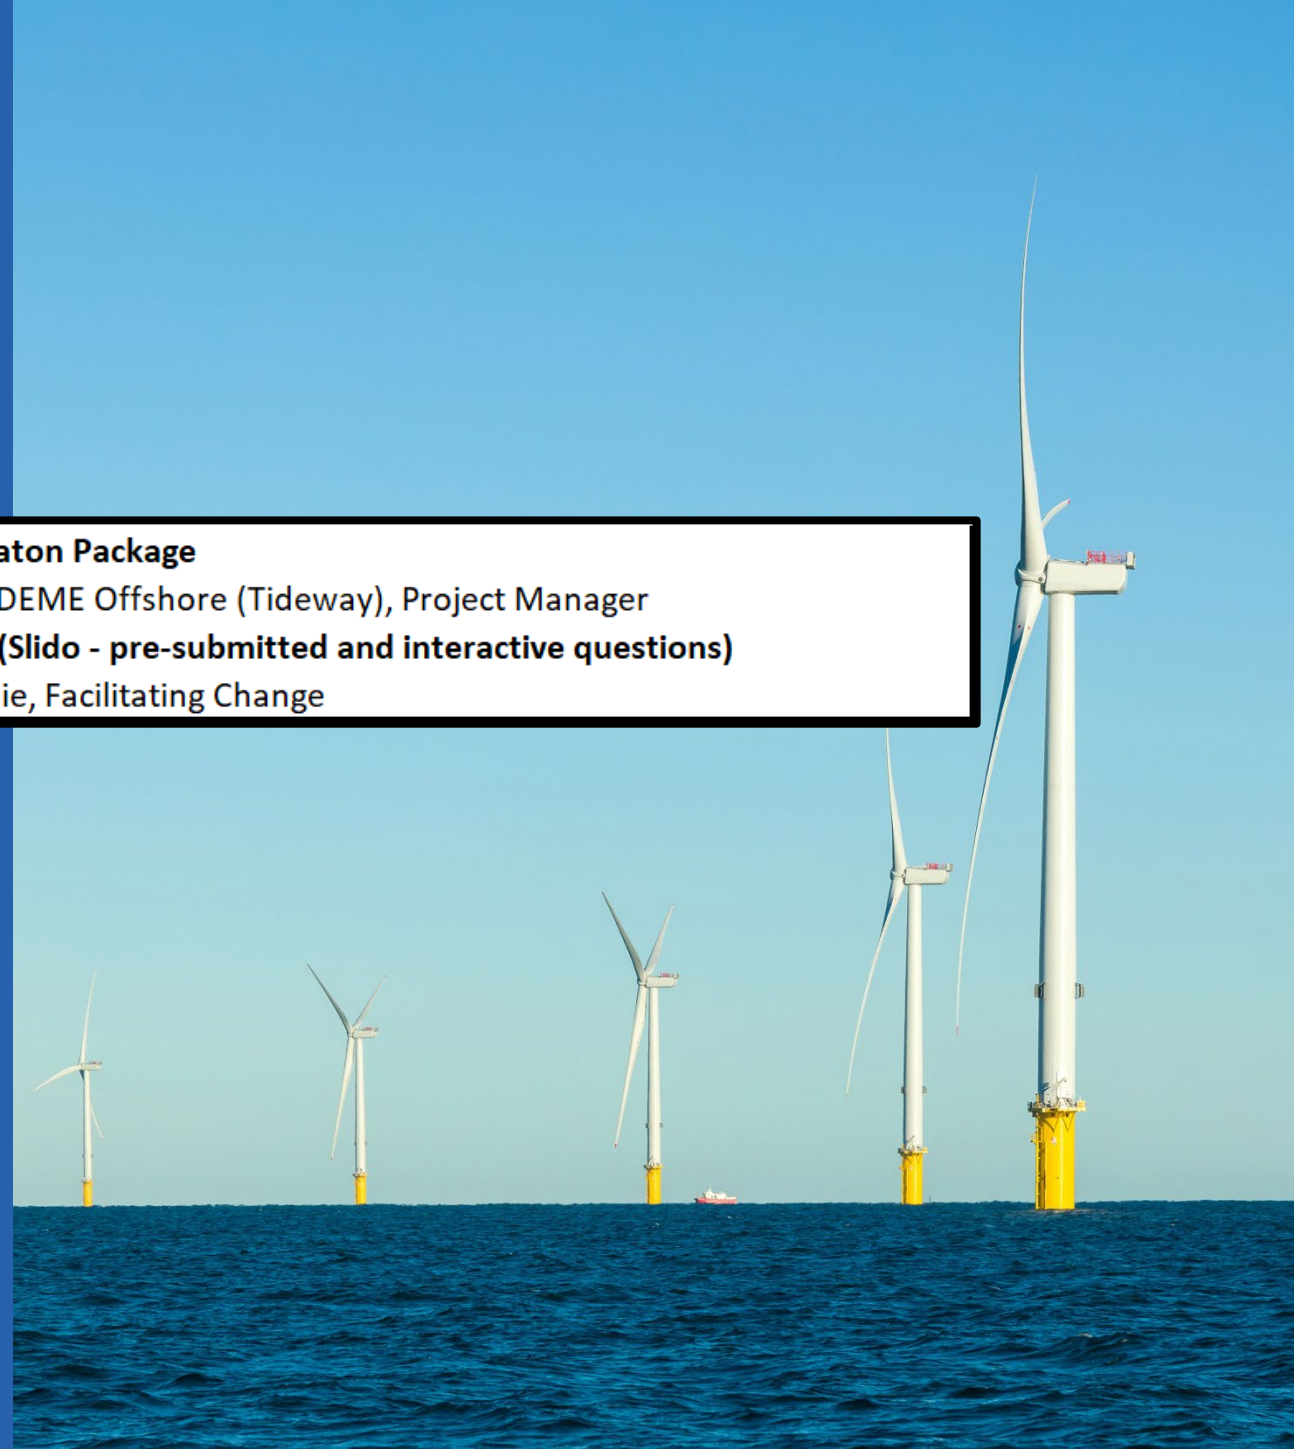 aton Package
DEME Offshore (Tideway), Project Manager
(Slido - pre-submitted and interactive questions)
ie, Facilitating Change